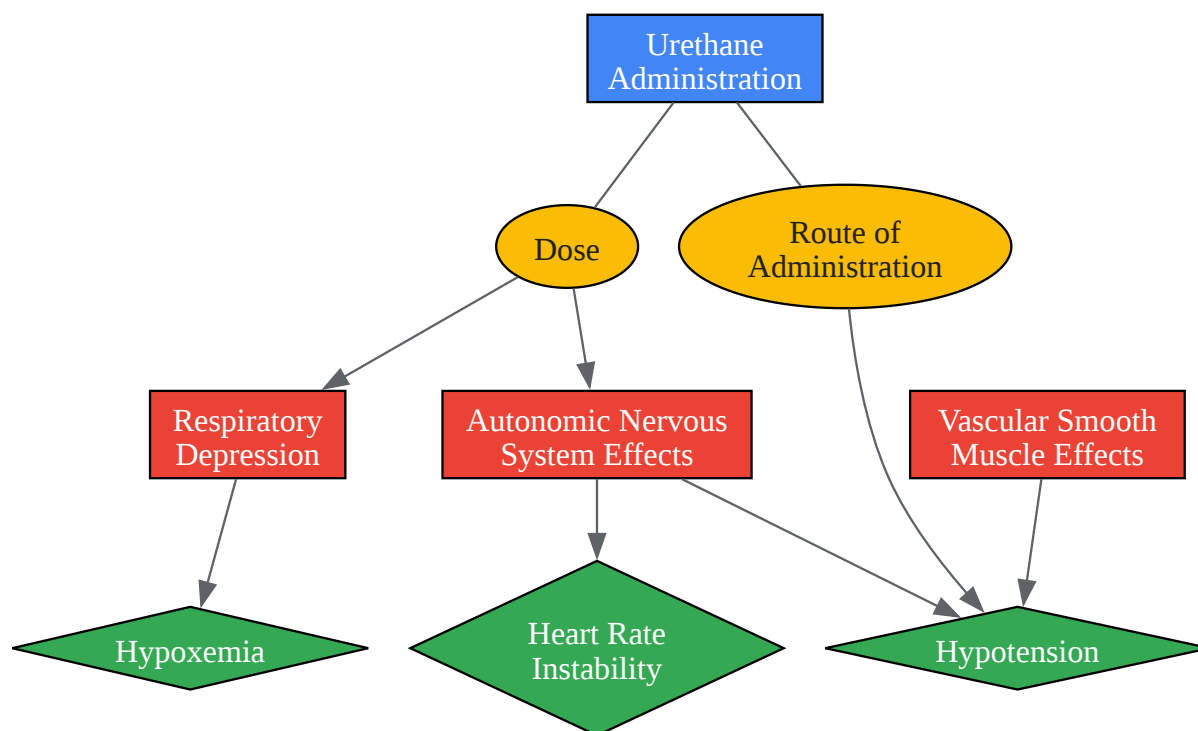 Urethane
Administration
Dose
Route of
Administration
Respiratory
Depression
Autonomic Nervous
System Effects
Vascular Smooth
Muscle Effects
Hypoxemia
Heart Rate
Instability
Hypotension